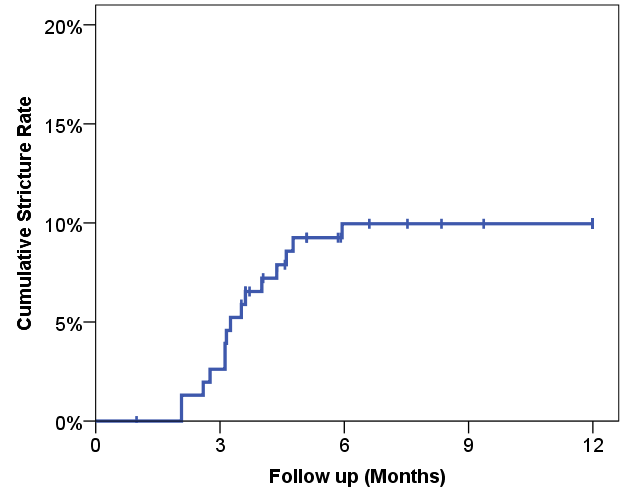 20%
15%
10%
5%
0%
Cumulative Stricture Rate
0 3 6 9 12
Follow up (Months)